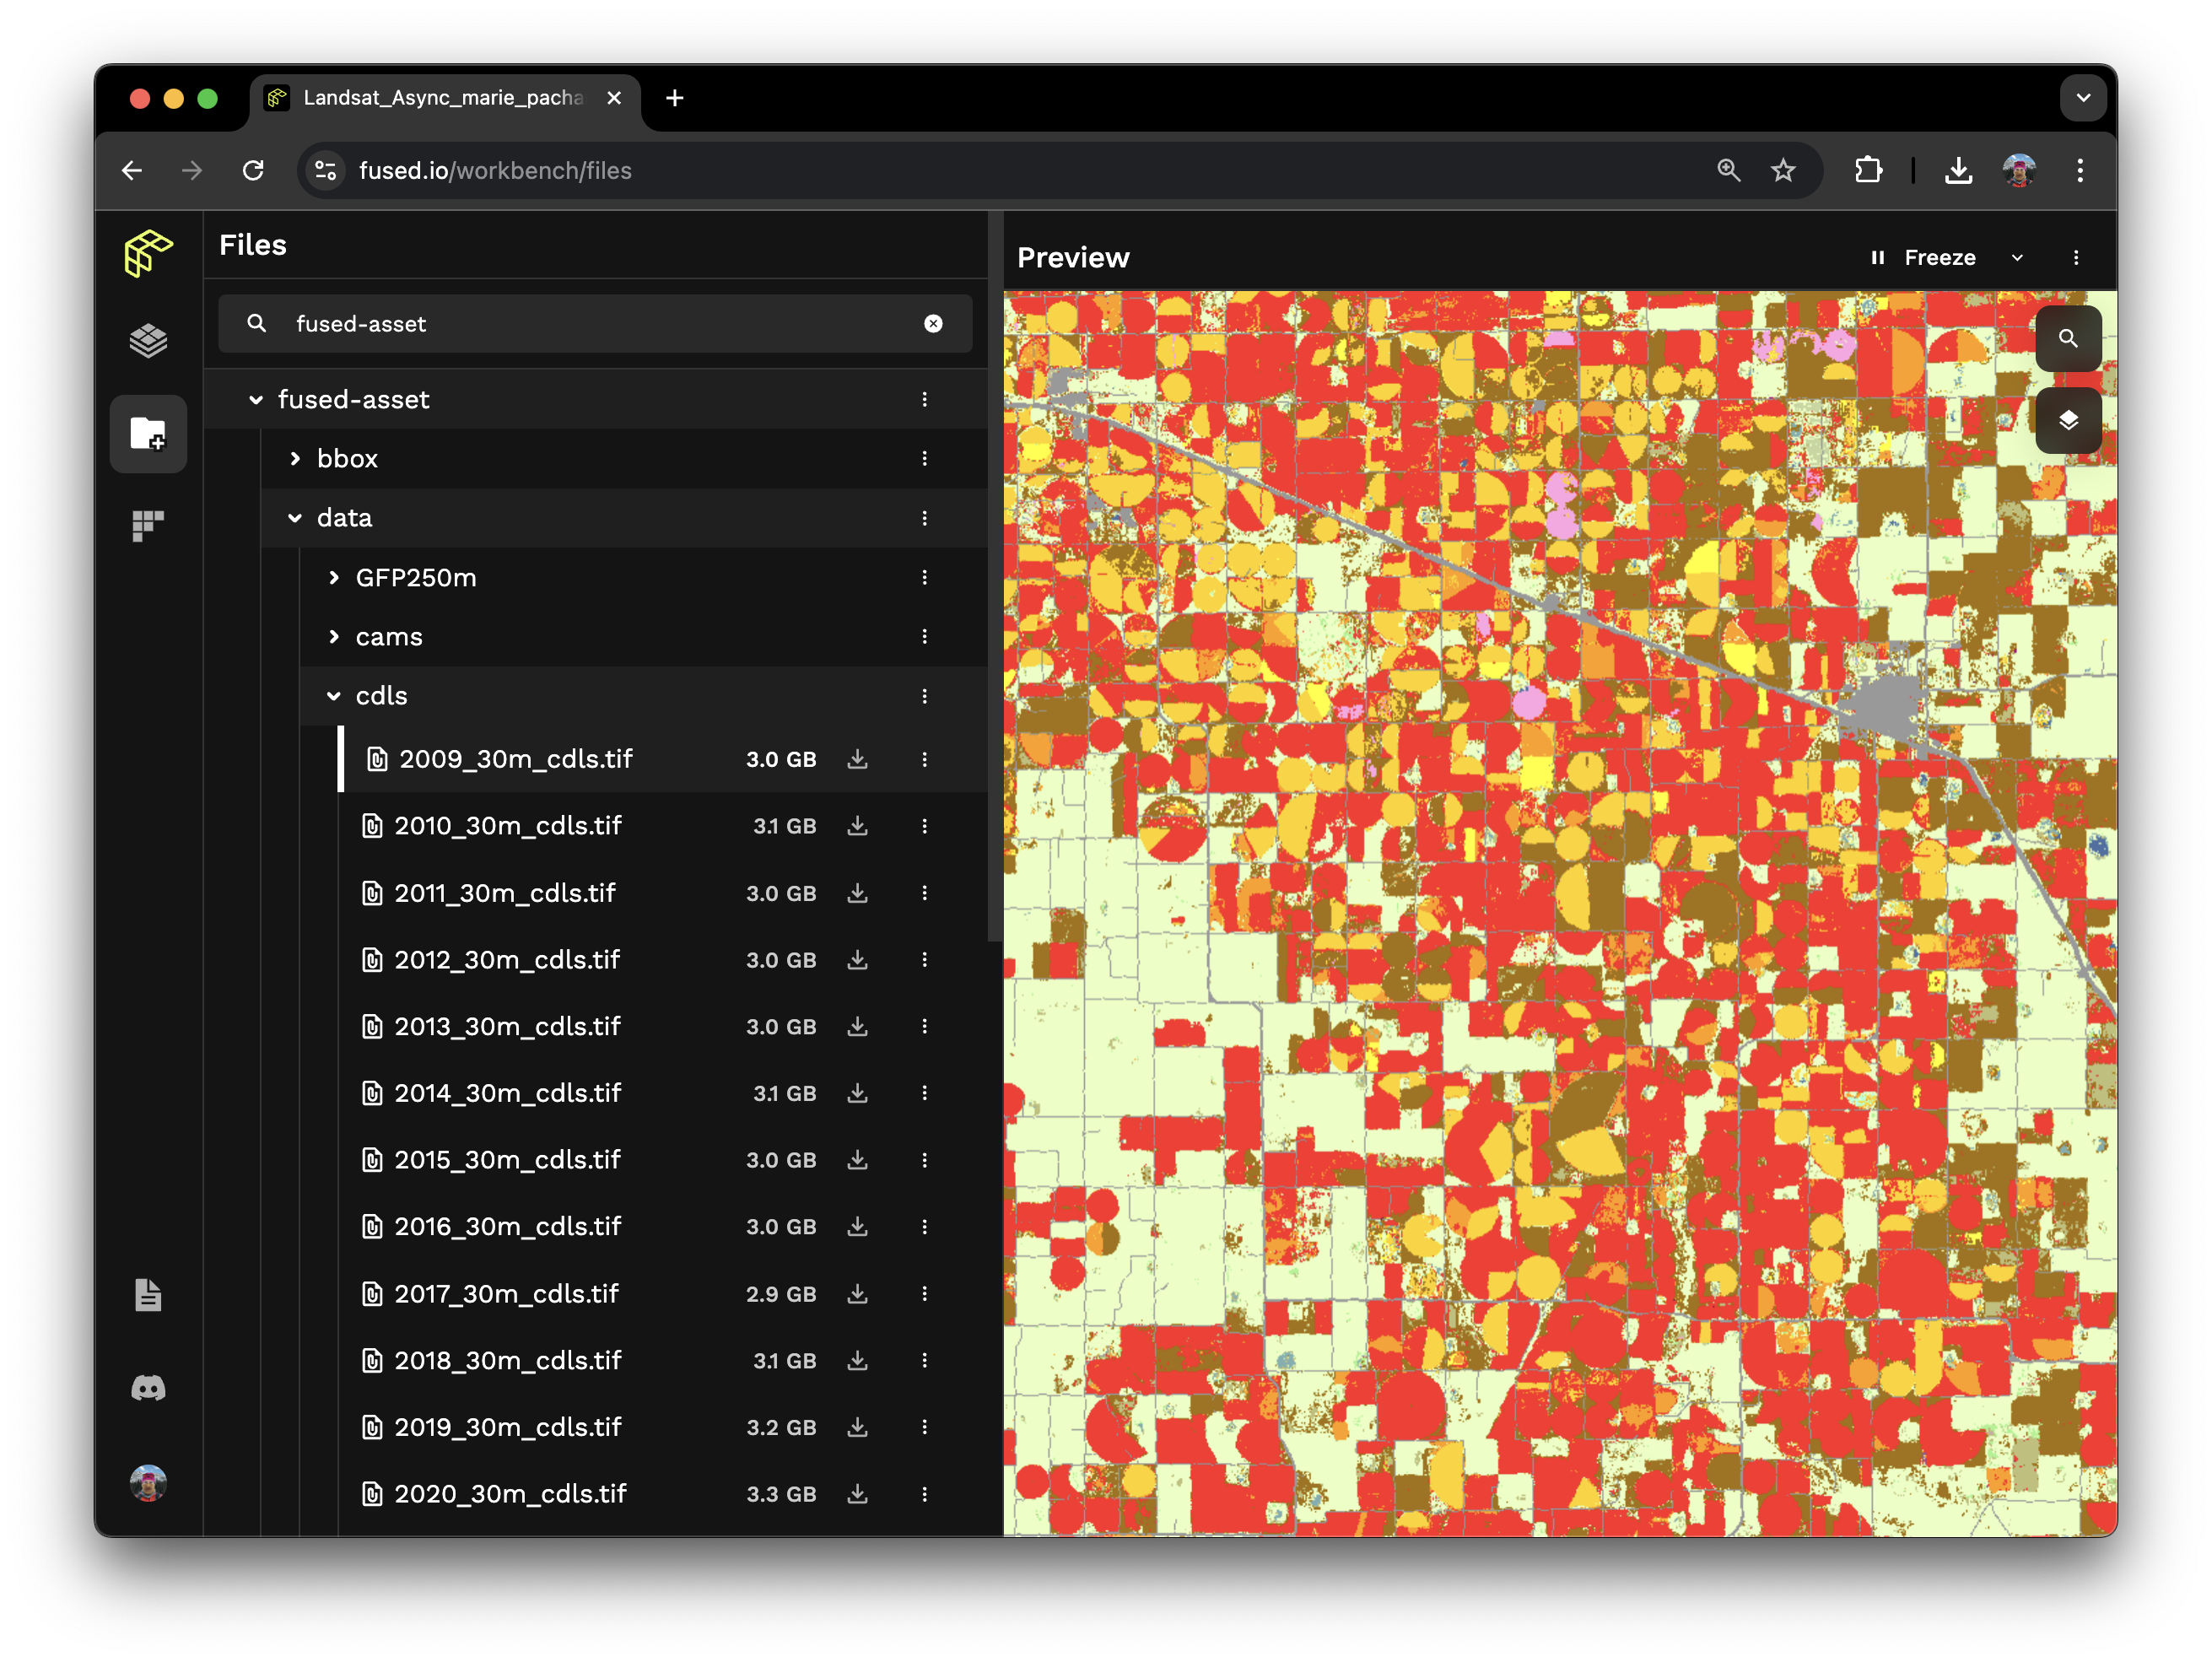 Landsat_Async_marie_pacha
fused.io/workbench/files
Files
fused-asset
fused-asset
bbox
data
GFP250m
cams
cdls
2009_30m_cdls.tif 3.0 GB
2010_30m_cdls.tif 3.1 GB
2011_30m_cdls.tif 3.0 GB
2012_30m_cdls.tif 3.0 GB
2013_30m_cdls.tif 3.0 GB
2014_30m_cdls.tif 3.1 GB
2015_30m_cdls.tif 3.0 GB
2016_30m_cdls.tif 3.0 GB
2017_30m_cdls.tif 2.9 GB
2018_30m_cdls.tif 3.1 GB
2019_30m_cdls.tif 3.2 GB
2020_30m_cdls.tif 3.3 GB
Preview
Freeze